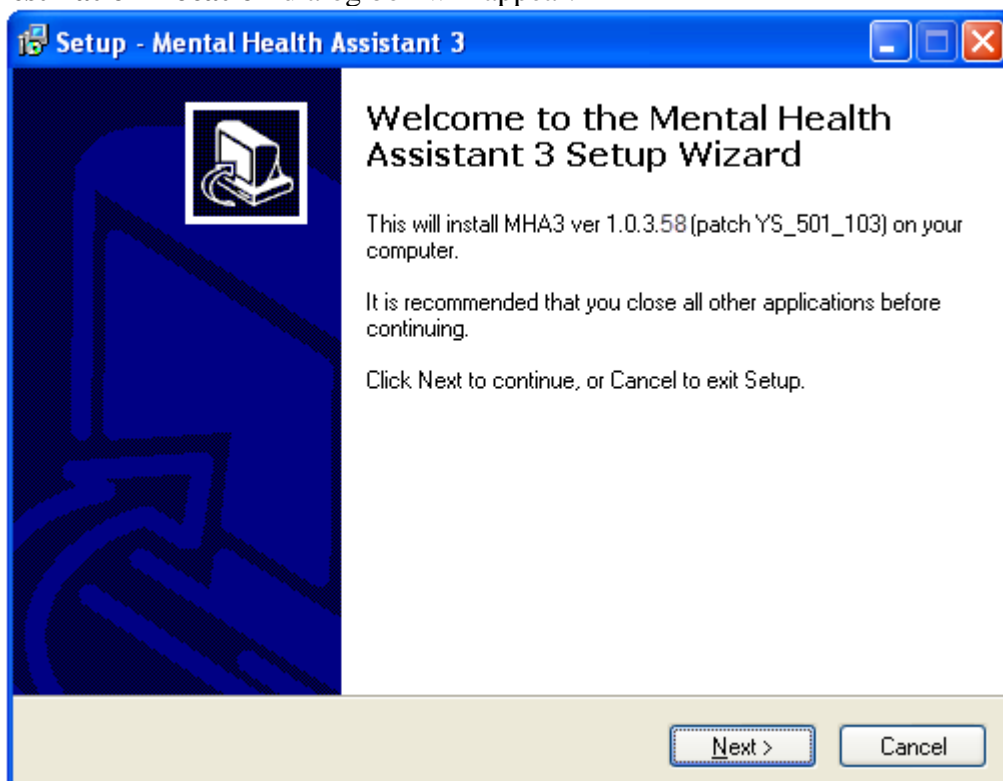 Setup - Mental Health Assistant 3
Welcome to the Mental Health
Assistant 3 Setup Wizard
This will install MHA3 ver 1.0.3.58 (patch YS_501_103) on your
computer.
It is recommended that you close all other applications before
continuing.
Click Next to continue, or Cancel to exit Setup.
Next >
Cancel